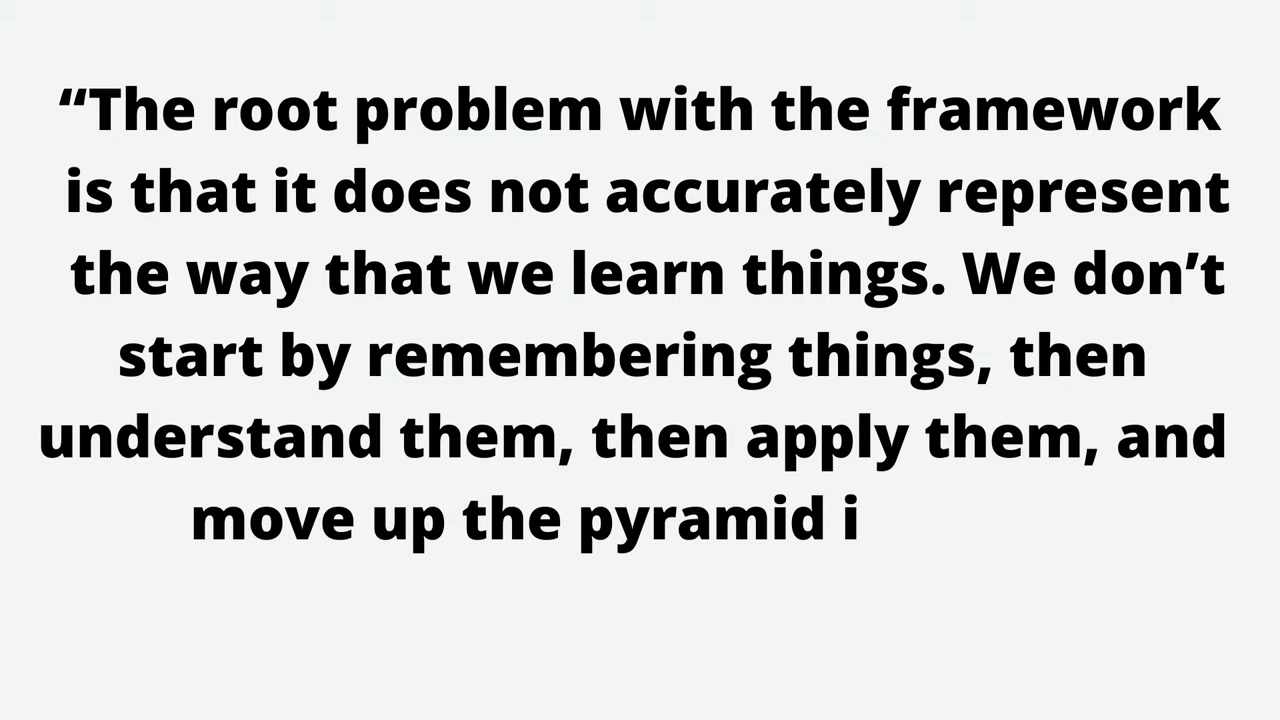 “The root problem with the framework
is that it does not accurately represent
the way that we learn things. We don’t
start by remembering things, then
understand them, then apply them, and
move up the pyramid i